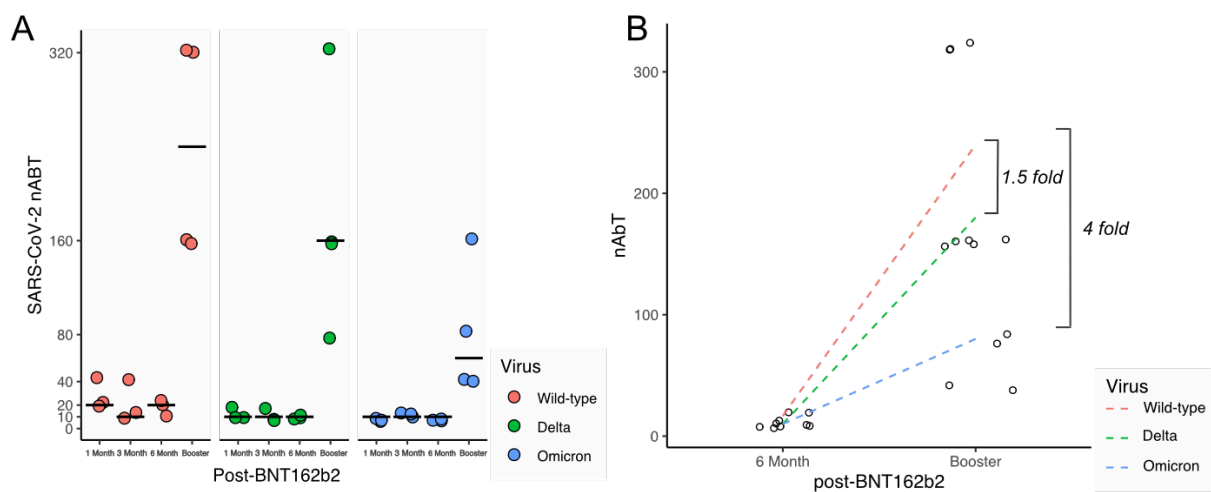 A
SARS-CoV-2 nABT
320
160
80
40
20
10
0
1 Month 3 Month 6 Month Booster
1 Month 3 Month 6 Month Booster
1 Month 3 Month 6 Month Booster
Post-BNT162b2
Virus
Wild-type
Delta
Omicron
B
nAbT
300
200
100
0
1.5 fold
4 fold
6 Month
Booster
post-BNT162b2
Virus
Wild-type
Delta
Omicron